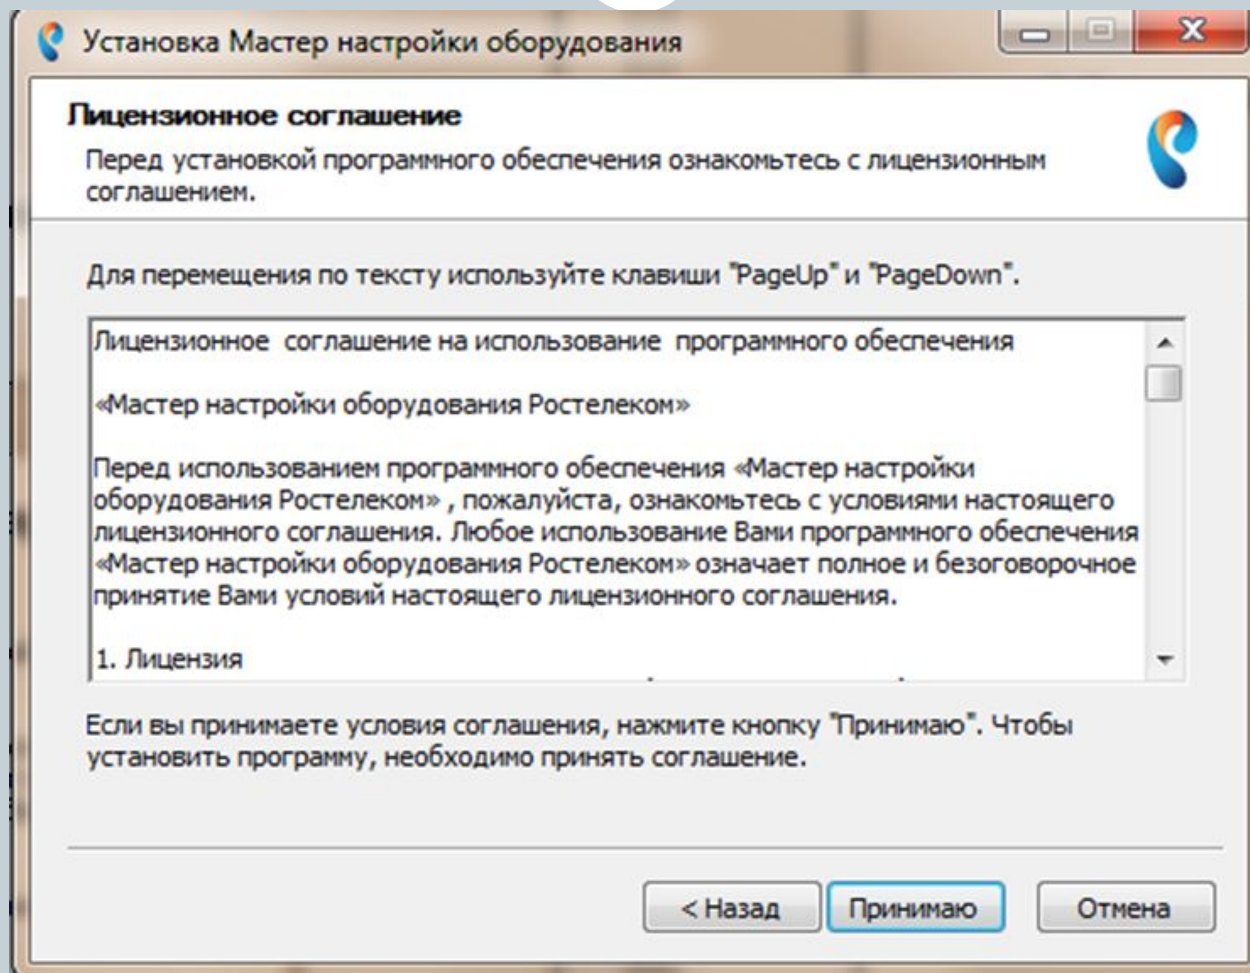 Установка Мастер настройки оборудования
Лицензионное соглашение
Перед установкой программного обеспечения ознакомьтесь с лицензионным
соглашением.
Для перемещения по тексту используйте клавиши "PageUp" и "PageDown".
Лицензионное соглашение на использование программного обеспечения
«Мастер настройки оборудования Ростелеком»
Перед использованием программного обеспечения «Мастер настройки
оборудования Ростелеком» , пожалуйста, ознакомьтесь с условиями настоящего
лицензионного соглашения. Любое использование Вами программного обеспечения
«Мастер настройки оборудования Ростелеком» означает полное и безоговорочное
принятие Вами условий настоящего лицензионного соглашения.
1. Лицензия
Если вы принимаете условия соглашения, нажмите кнопку "Принимаю". Чтобы
установить программу, необходимо принять соглашение.
< Назад Принимаю Отмена